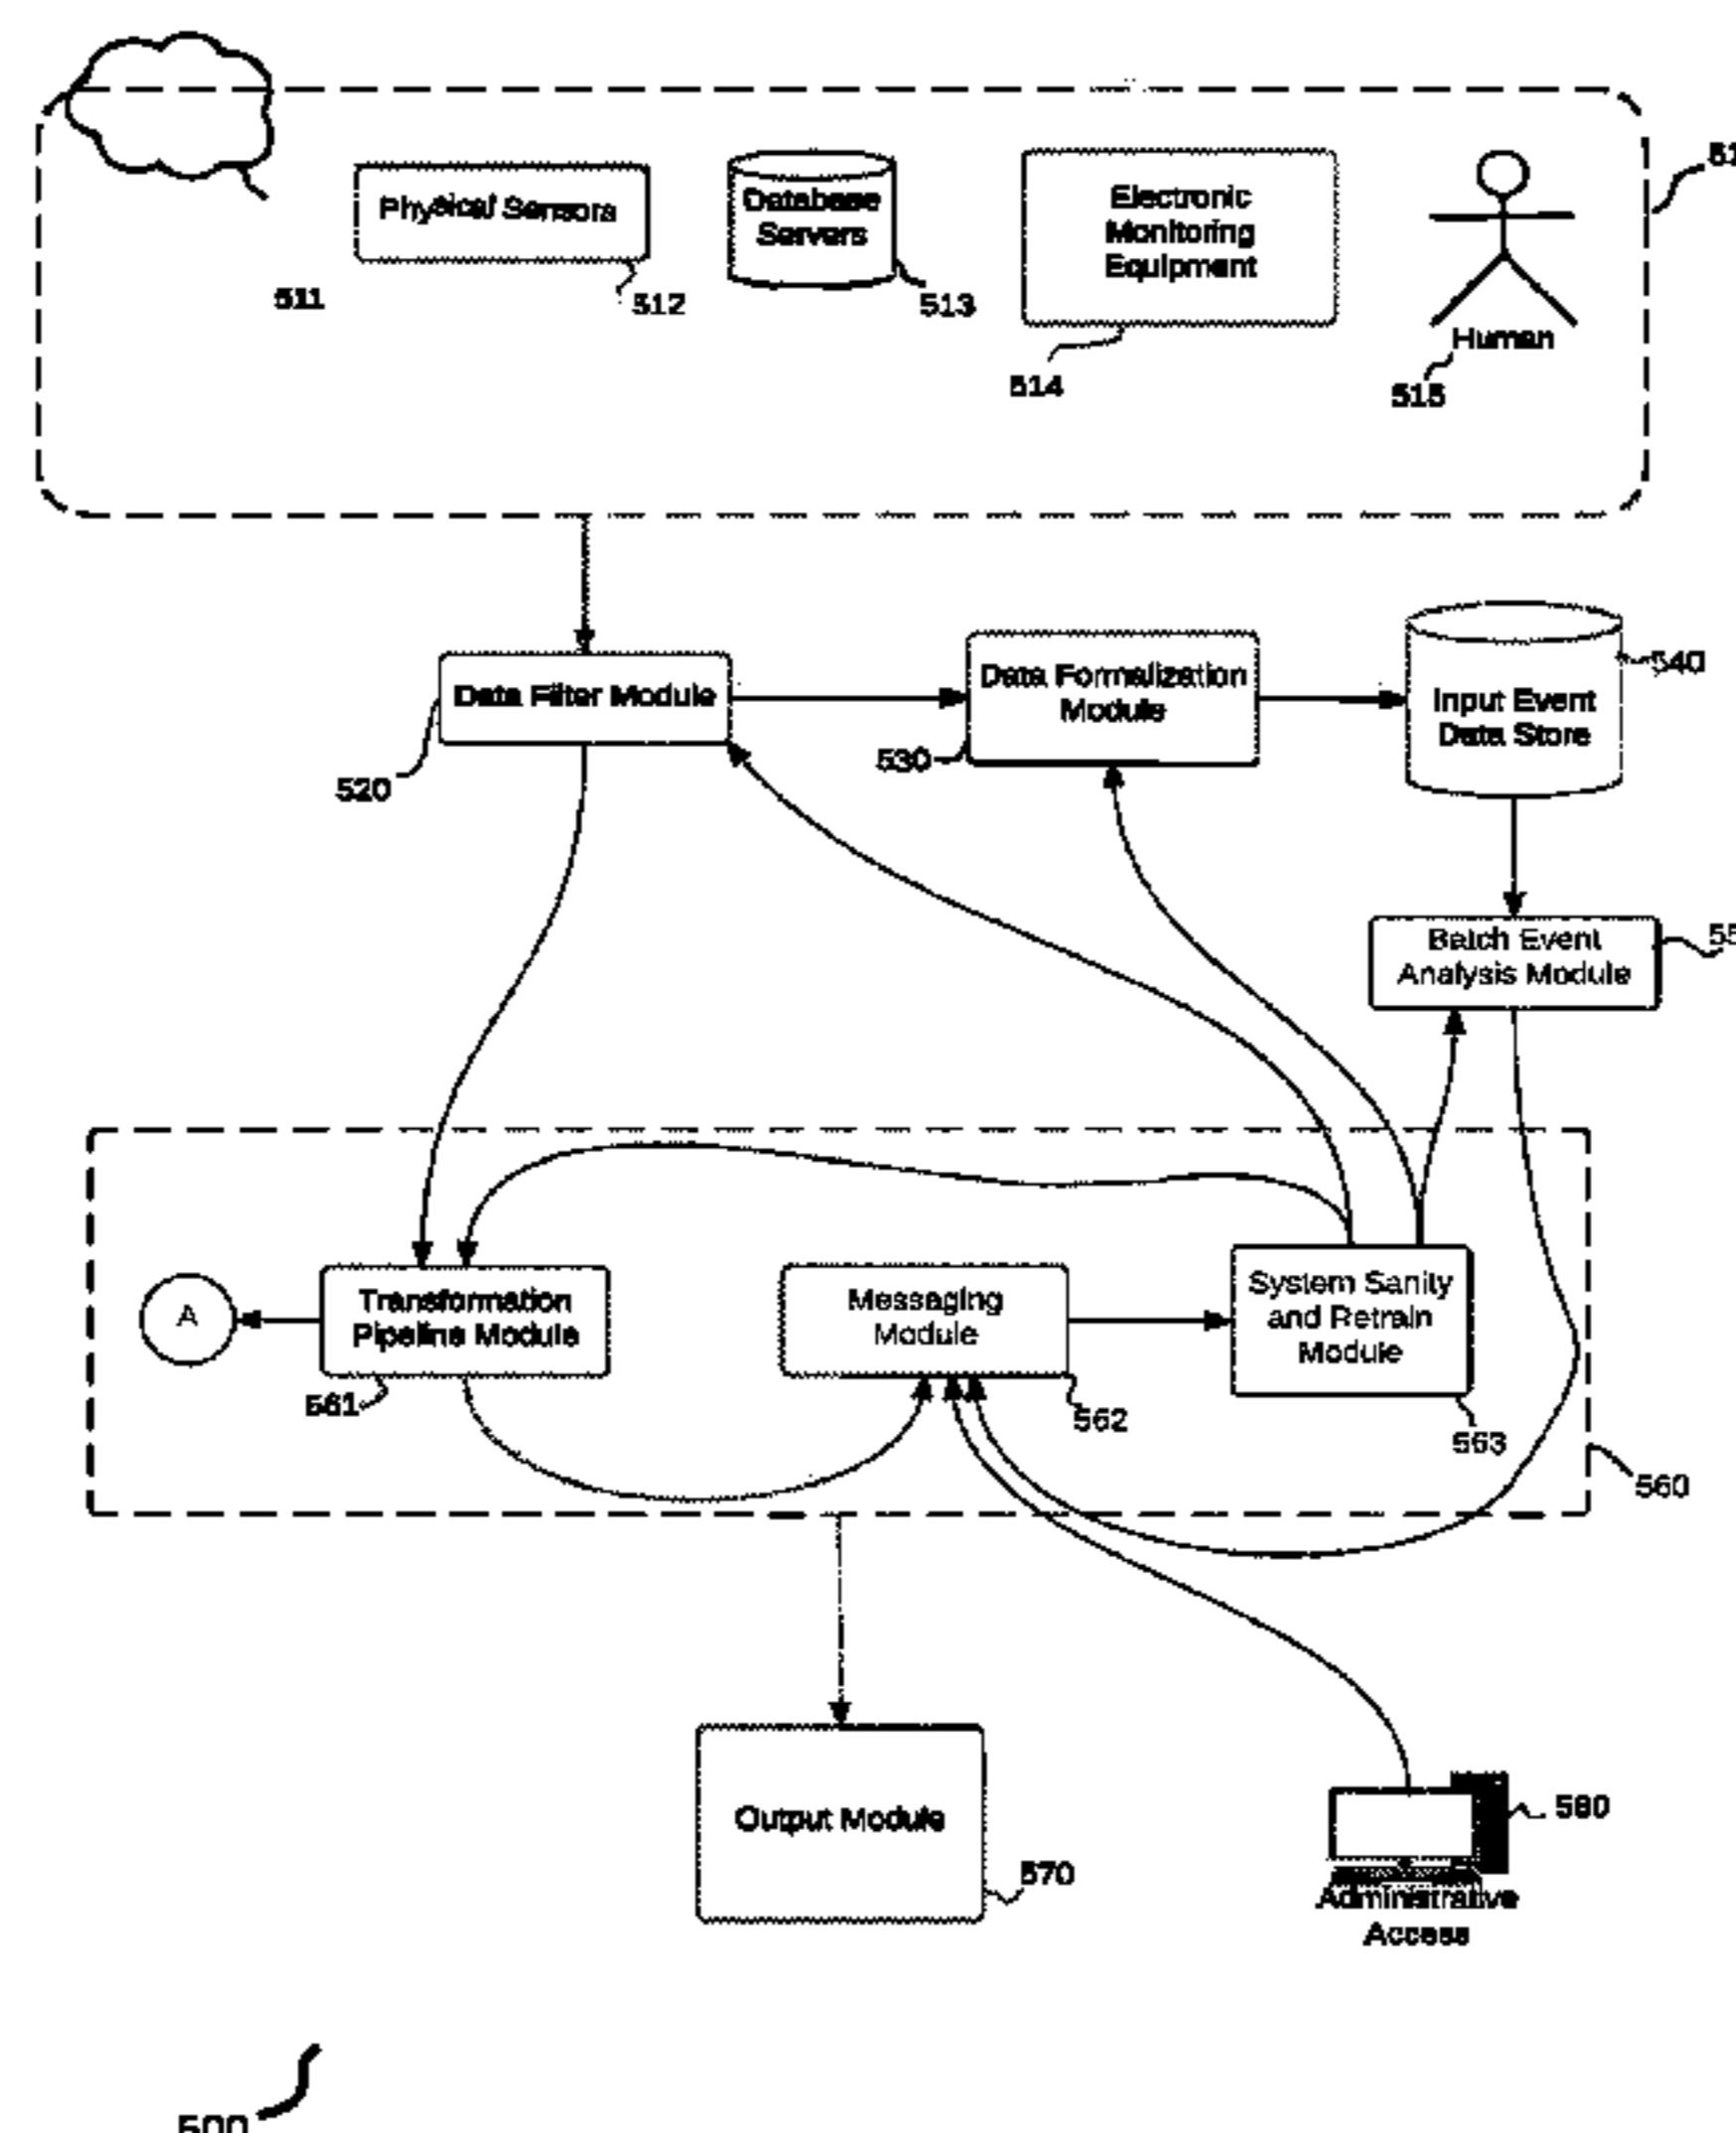 51
Physical Sensors
Database
Servers
Electronic
Monitoring
Equipment
511
512
513
514
Human
515
Data Filter Module
520
Data Formalization
Module
530
Input Event
Data Store
540
Batch Event
Analysis Module
55
A
Transformation
Pipeline Module
561
Messaging
Module
562
System Sanity
and Retrain
Module
563
560
Output Module
570
580
Administrative
Access
500